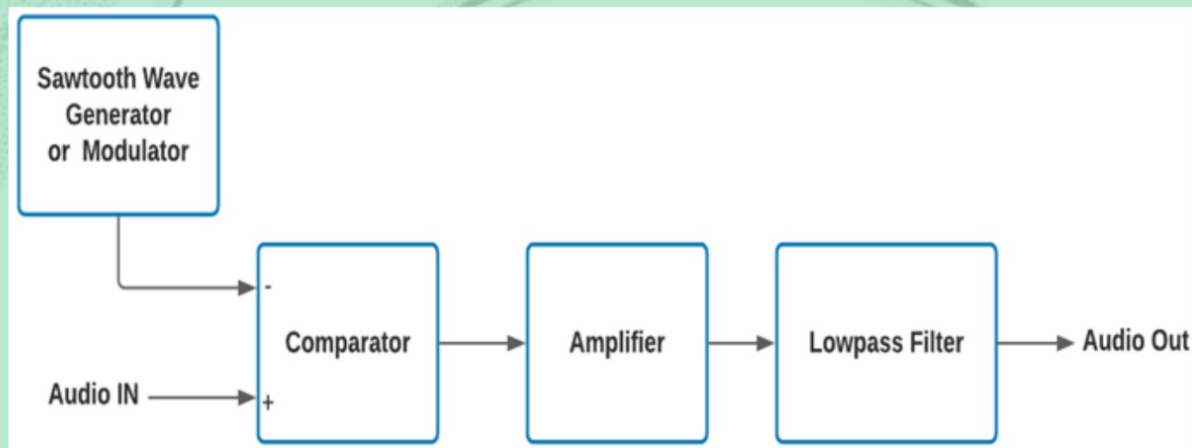 Sawtooth Wave
Generator
or Modulator
-
Comparator
Amplifier
Lowpass Filter
Audio Out
Audio IN
+